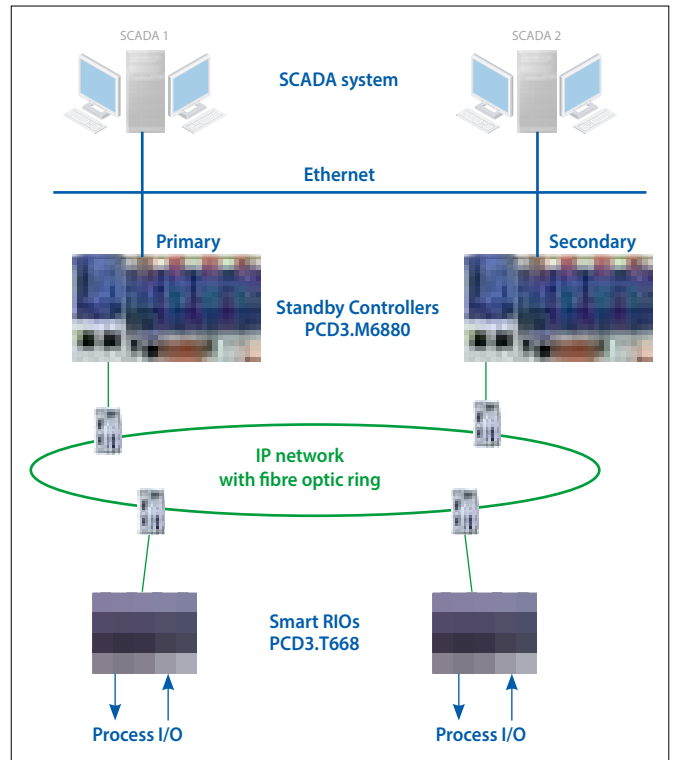 SCADA 1
SCADA 2
SCADA system
Ethernet
Primary
Secondary
Standby Controllers
PCD3.M6880
IP network
with fibre optic ring
Smart RIOs
PCD3.T668
Process I/O
Process I/O